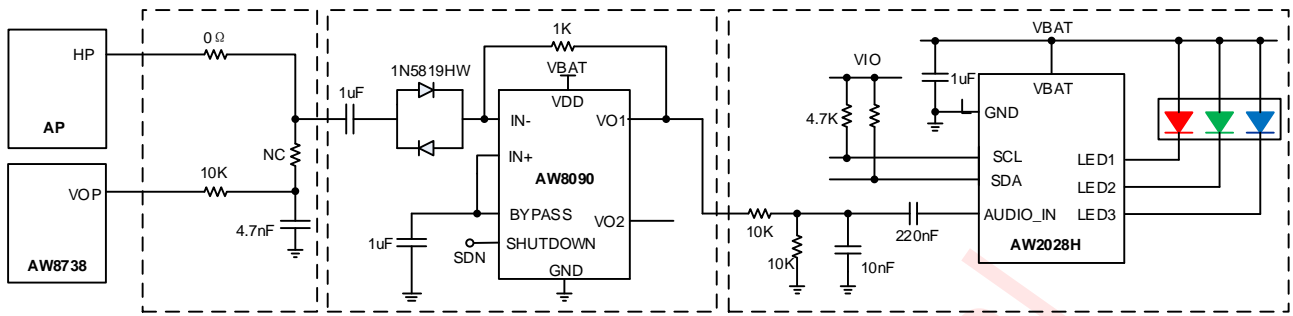 HP
AP
VOP
AW8738
0Ω
NC
10K
4.7nF
1uF
1N5819HW
1K
VBAT
VDD
IN-
VO1
IN+
AW8090
BYPASS
VO2
SHUTDOWN
GND
1uF
SDN
VBAT
VIO
1uF
VBAT
GND
4.7K
SCL
LED1
SDA
LED2
AUDIO_IN
LED3
AW2028H
10K
10K
10nF
220nF